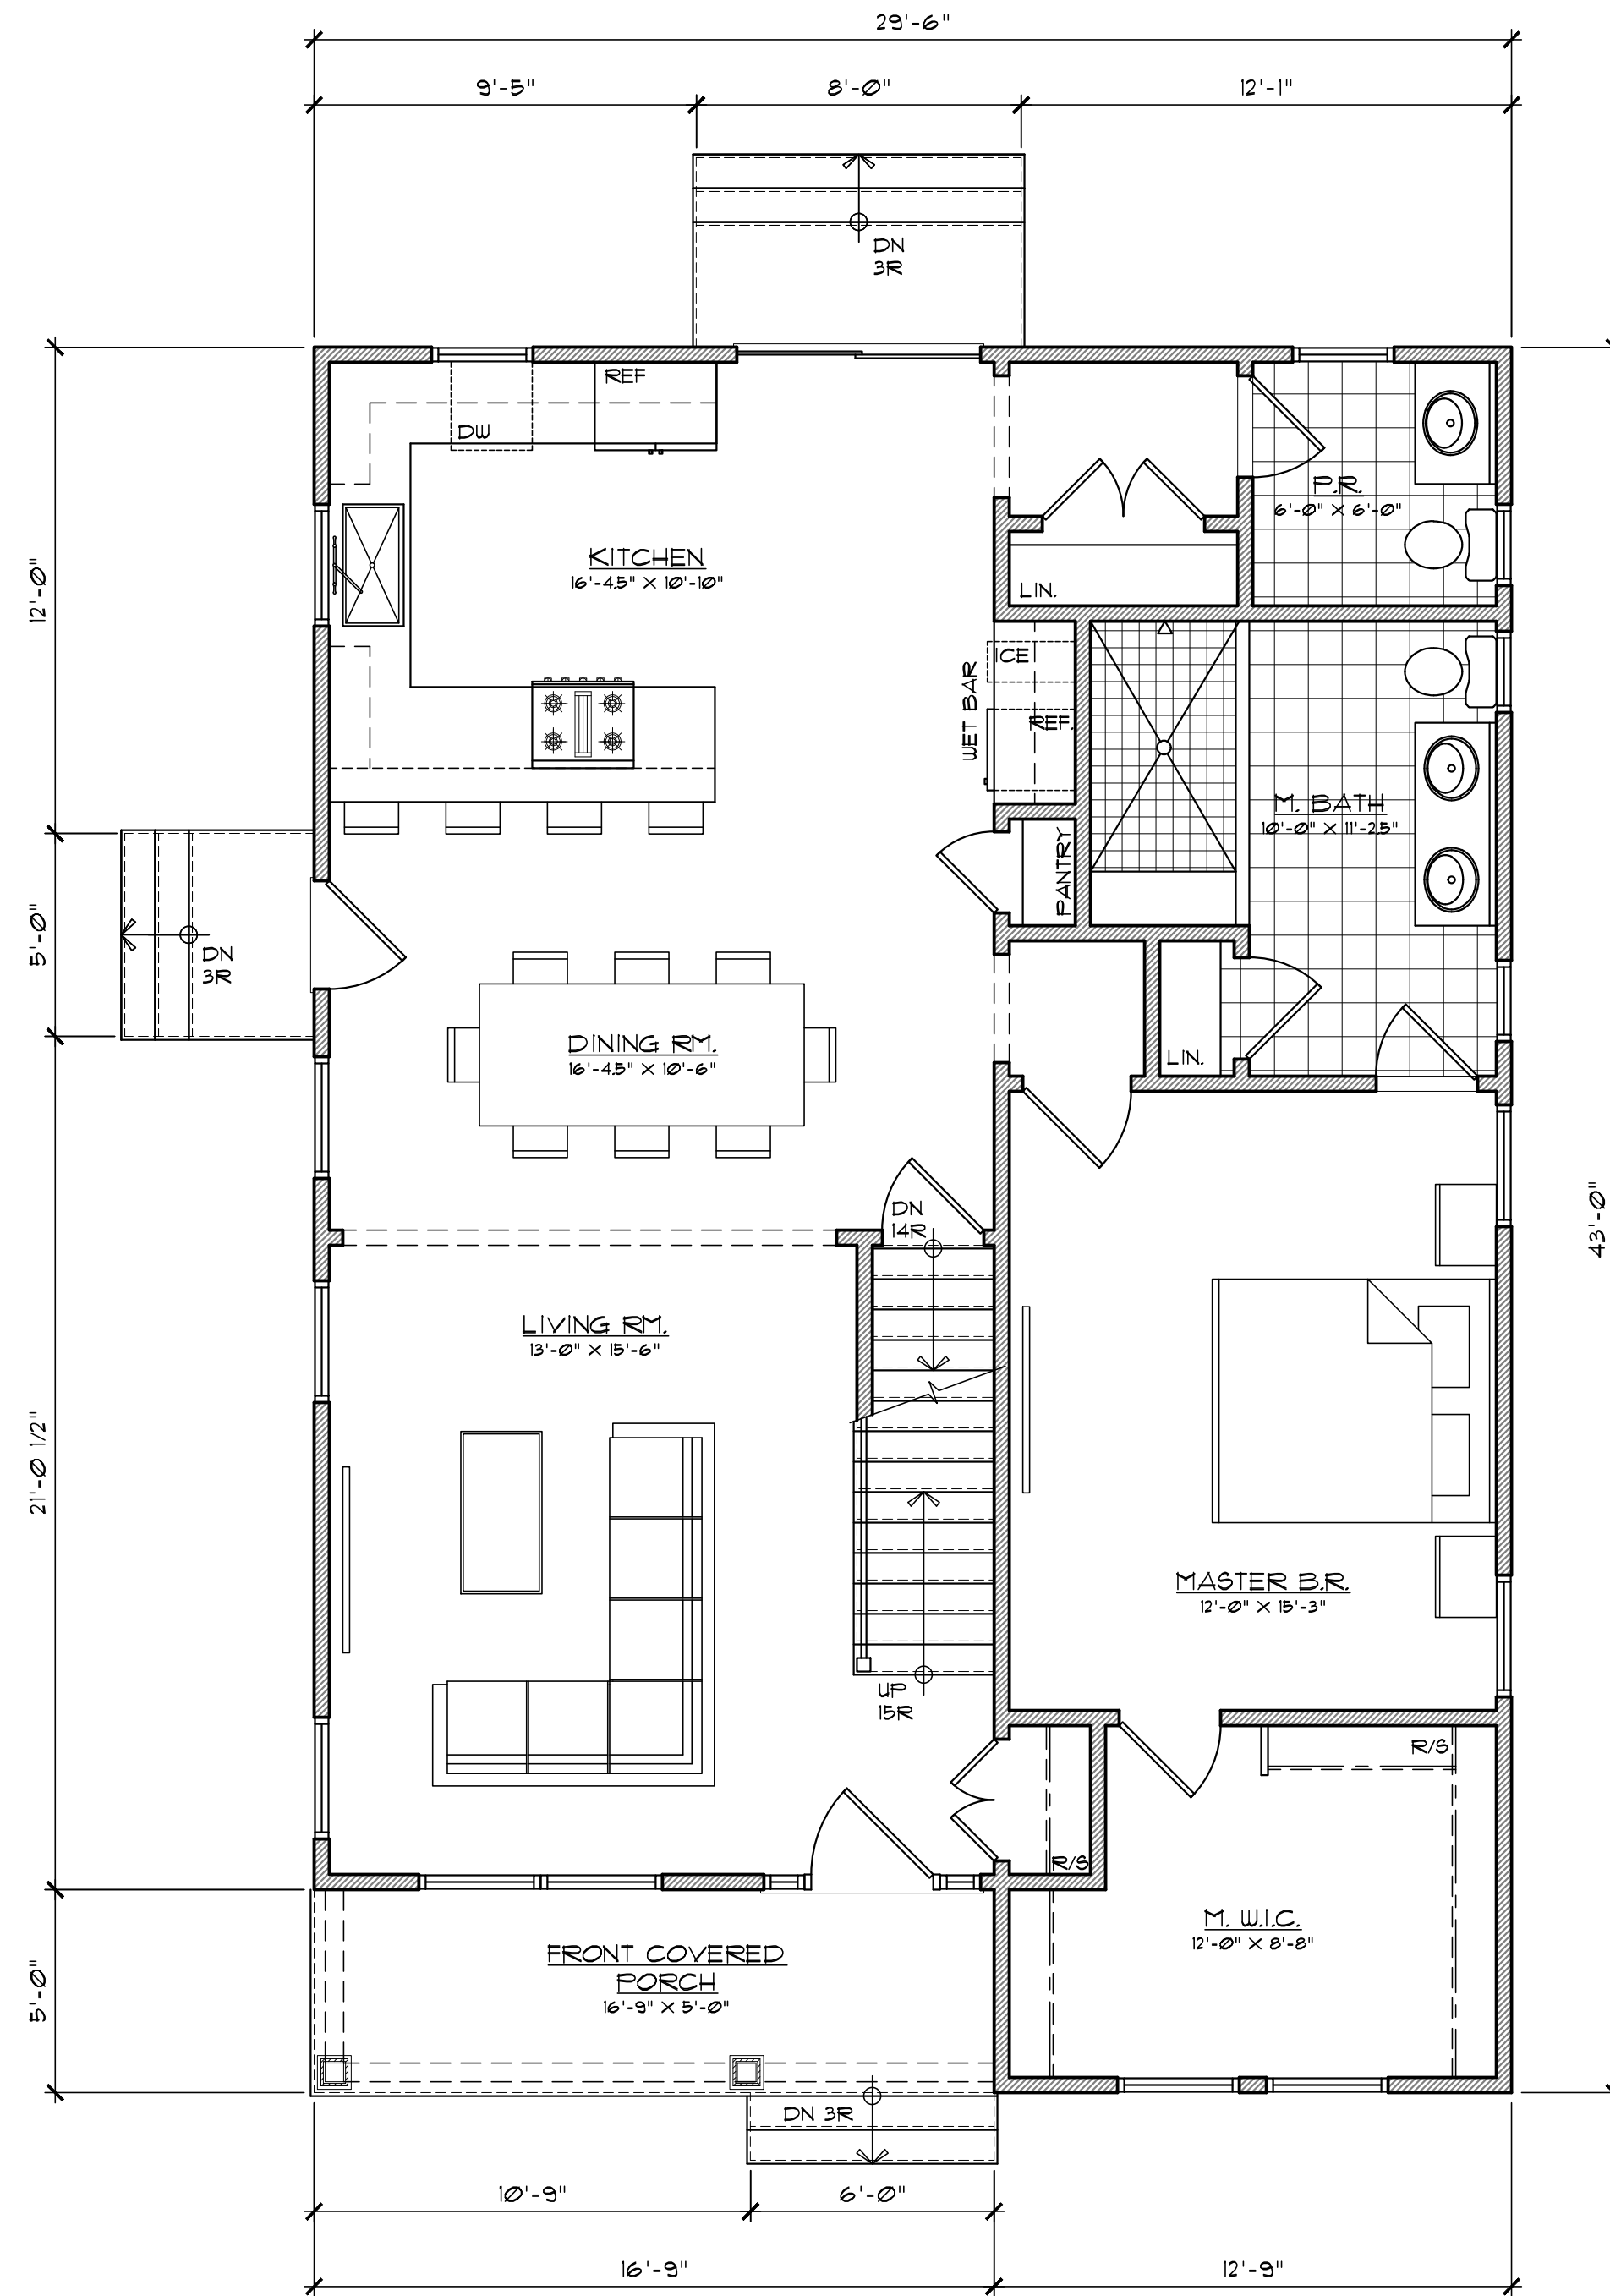 29'-6"
9'-5"
8'-0"
12'-1"
DN
3R
REF
DW
P.R.
6'-0" X 6'-0"
KITCHEN
16'-4.5" X 10'-10"
LIN.
12'-0"
ICE
WET BAR
REF.
M. BATH
10'-0" X 11'-2.5"
PANTRY
5'-0"
DN
3R
DINING RM.
16'-4.5" X 10'-6"
LIN.
43'-0"
DN
14R
LIVING RM.
13'-0" X 15'-6"
21'-0 1/2"
MASTER B.R.
12'-0" X 15'-3"
UP
15R
R/S
R/S
M. W.I.C.
12'-0" X 8'-8"
FRONT COVERED
PORCH
16'-9" X 5'-0"
5'-0"
DN 3R
10'-9"
6'-0"
16'-9"
12'-9"